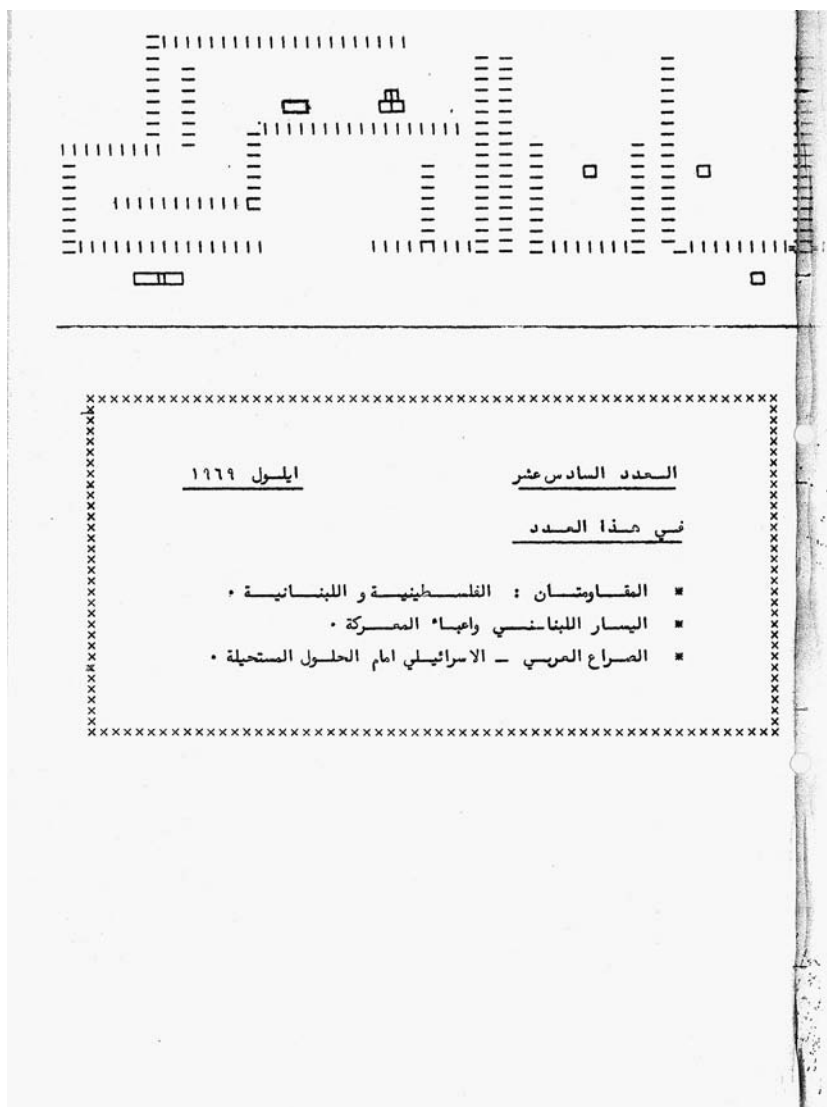 لبنان
العدد السادس عشر ايلول ١٩٦٩
في هذا العدد
* المقاومتان : الفلسطينية و اللبنانية .
* اليسار اللبناني واعباء المعركة .
* الصراع العربي – الاسرائيلي امام الحلول المستحيلة .